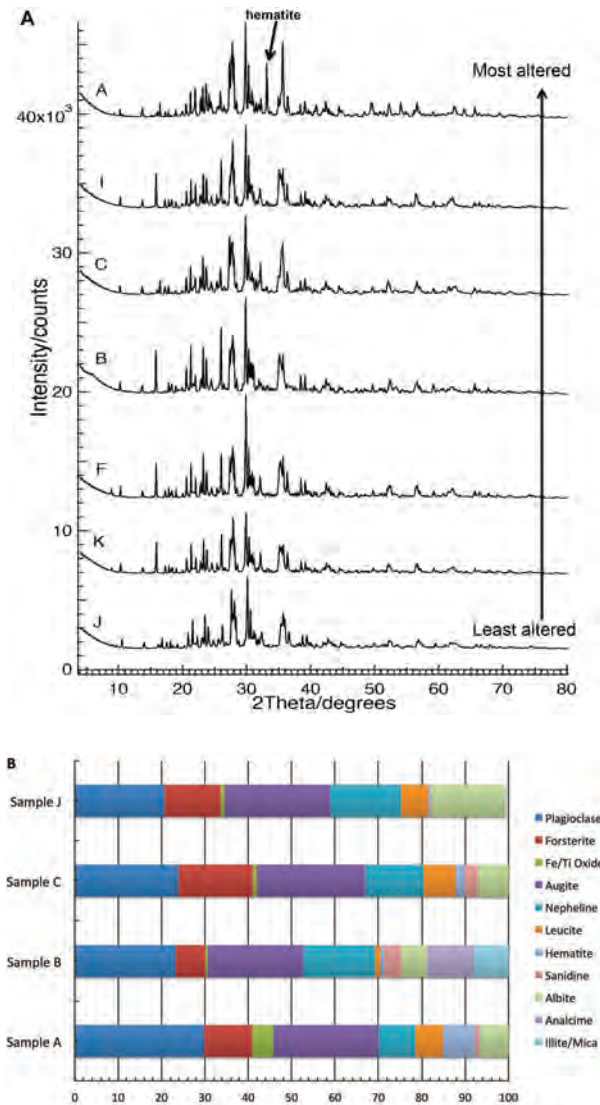 A
hematite
Most altered
A
40x10³
I
30
C
B
20
F
10
K
J
Least altered
0
10 20 30 40 50 60 70 80
2Theta/degrees
Intensity/counts
B
Sample J
Sample C
Sample B
Sample A
Plagioclase
Forsterite
Fe/Ti Oxide
Augite
Nepheline
Leucite
Hematite
Sanidine
Albite
Analcime
Illite/Mica
0 10 20 30 40 50 60 70 80 90 100